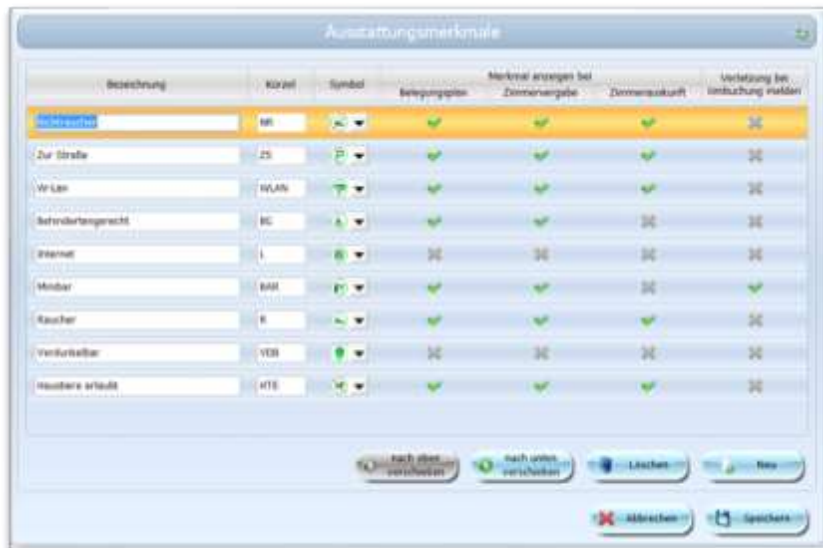 Ausstattungsmerkmale
Bezeichnung Kürzel Symbol Merkmal anzeigen bei Verletzung bei
Belegungsplan Zimmervergabe Zimmerauskunft Umbuchung melden
Nichtraucher NR
Zur Straße ZS
W-Lan WLAN
Behindertengerecht BG
Internet L
Minibar BAR
Raucher R
Verdunkelbar VDB
Haustiere erlaubt HTE
nach oben nach unten Löschen Neu
verschieben verschieben
Abbrechen Speichern